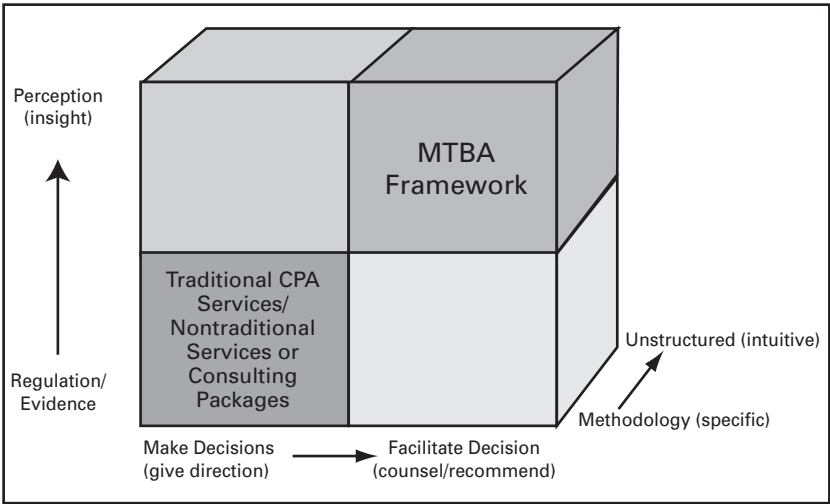 Perception
(insight)
MTBA
Framework
Traditional CPA
Services/
Nontraditional
Services or
Consulting
Packages
Regulation/
Evidence
Unstructured (intuitive)
Methodology (specific)
Make Decisions
(give direction)
Facilitate Decision
(counsel/recommend)